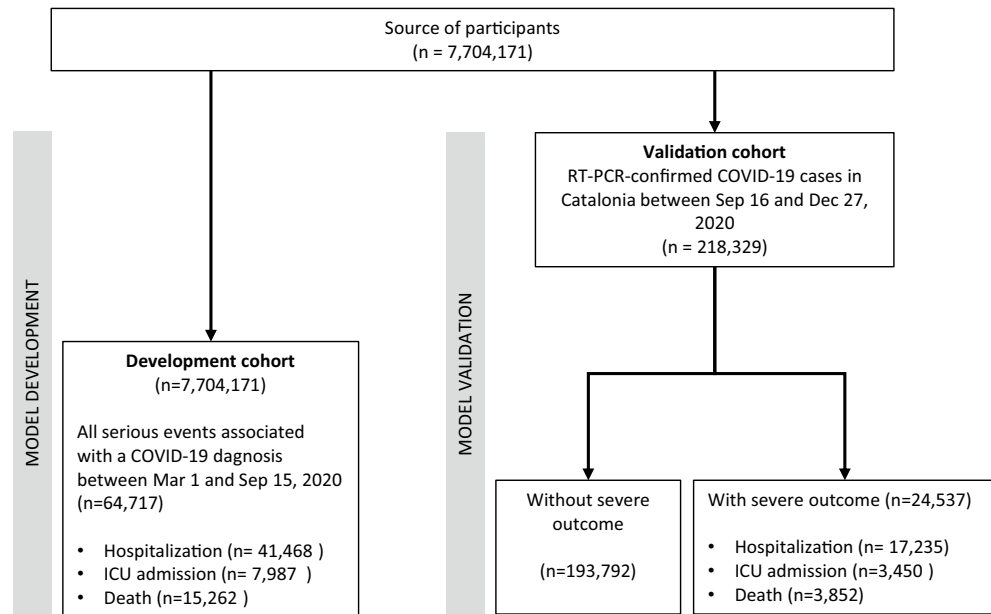 Source of participants
(n = 7,704,171)
MODEL DEVELOPMENT
Development cohort
(n=7,704,171)
All serious events associated
with a COVID-19 dagnosis
between Mar 1 and Sep 15, 2020
(n=64,717)
• Hospitalization (n= 41,468 )
• ICU admission (n= 7,987 )
• Death (n=15,262)
MODEL VALIDATION
Validation cohort
RT-PCR-confirmed COVID-19 cases in
Catalonia between Sep 16 and Dec 27,
2020
(n = 218,329)
Without severe
outcome
(n=193,792)
With severe outcome (n=24,537)
• Hospitalization (n= 17,235)
• ICU admission (n=3,450 )
• Death (n=3,852)